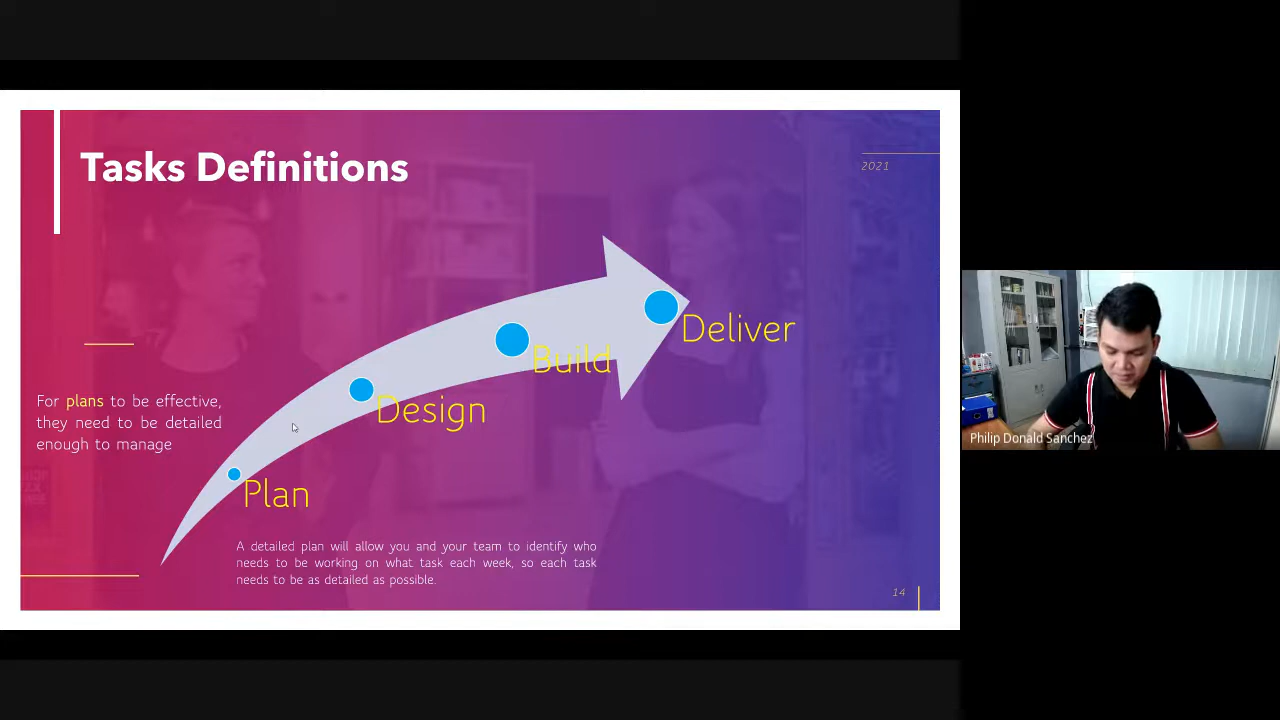 Tasks Definitions
2021
Deliver
Build
Design
For plans to be effective,
they need to be detailed
enough to manage
Plan
A detailed plan will allow you and your team to identify who
needs to be working on what task each week, so each task
needs to be as detailed as possible.
14
Philip Donald Sanchez